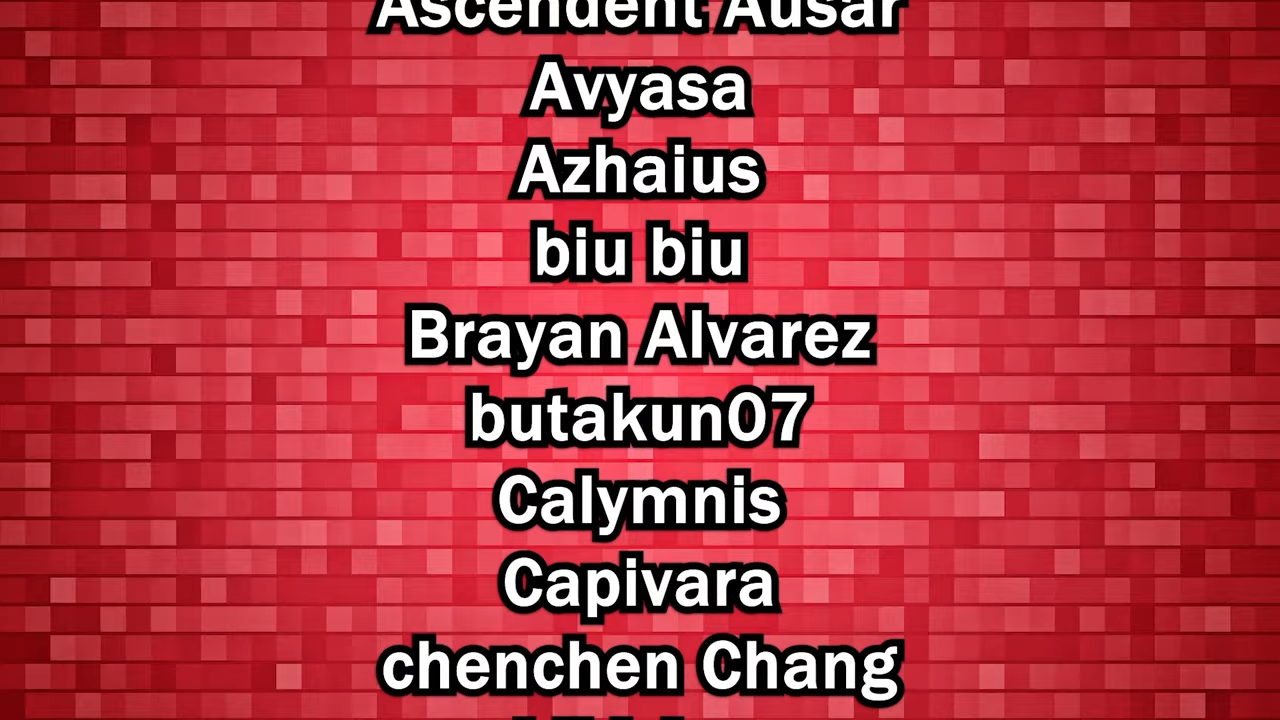 Ascendent Ausar
Avyasa
Azhaius
biu biu
Brayan Alvarez
butakun07
Calymnis
Capivara
chenchen Chang